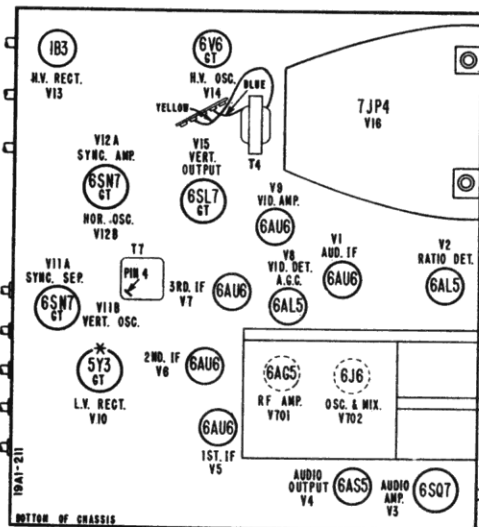 1B3
H.V. RECT.
V13
6V6
GT
H.V. OSC.
V14
YELLOW
BLUE
T4
7JP4
V16
V12A
SYNC. AMP.
6SN7
GT
HOR. OSC.
V12B
V15
VERT.
OUTPUT
6SL7
GT
V9
VID. AMP.
6AU6
V11A
SYNC. SEP.
6SN7
GT
V11B
VERT. OSC.
T7
PIN 4
3RD. IF
V7
6AU6
V8
VID. DET.
A.G.C.
6AL5
V1
AUD. IF
6AU6
V2
RATIO DET.
6AL5
5Y3
GT
L.V. RECT.
V10
2ND. IF
V6
6AU6
6AG5
RF AMP.
V701
6J6
OSC. & MIX.
V702
6AU6
1ST. IF
V5
AUDIO
OUTPUT
V4
6AS5
AUDIO
AMP.
V3
6SQ7
19A1-211
BOTTOM OF CHASSIS